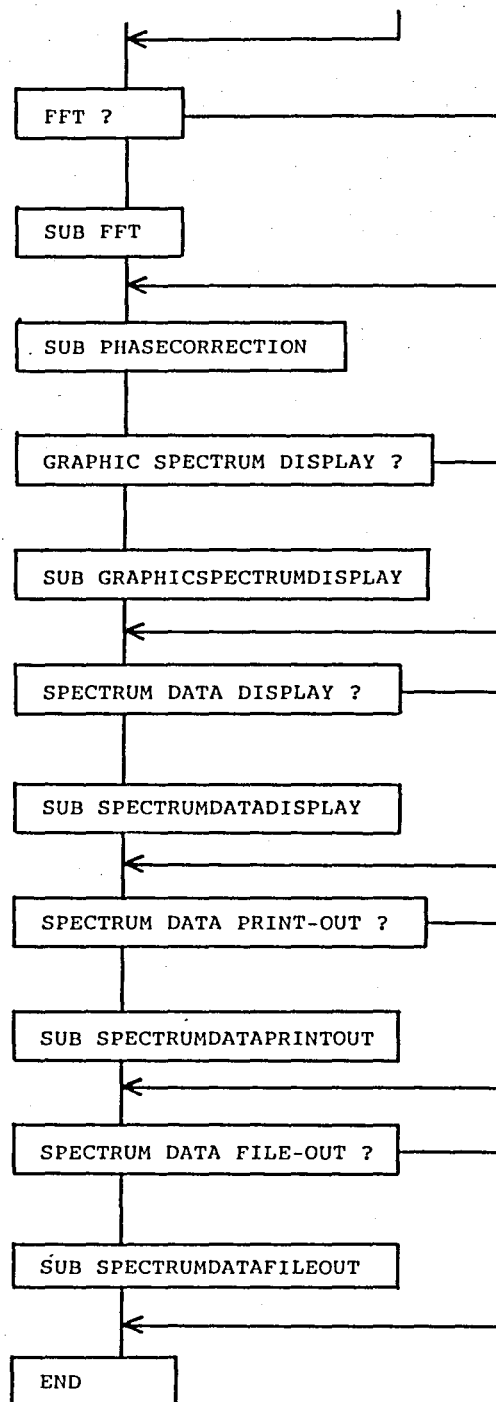 FFT ?
SUB FFT
SUB PHASECORRECTION
GRAPHIC SPECTRUM DISPLAY ?
SUB GRAPHICSPECTRUMDISPLAY
SPECTRUM DATA DISPLAY ?
SUB SPECTRUMDATADISPLAY
SPECTRUM DATA PRINT-OUT ?
SUB SPECTRUMDATAPRINTOUT
SPECTRUM DATA FILE-OUT ?
SUB SPECTRUMDATAFILEOUT
END